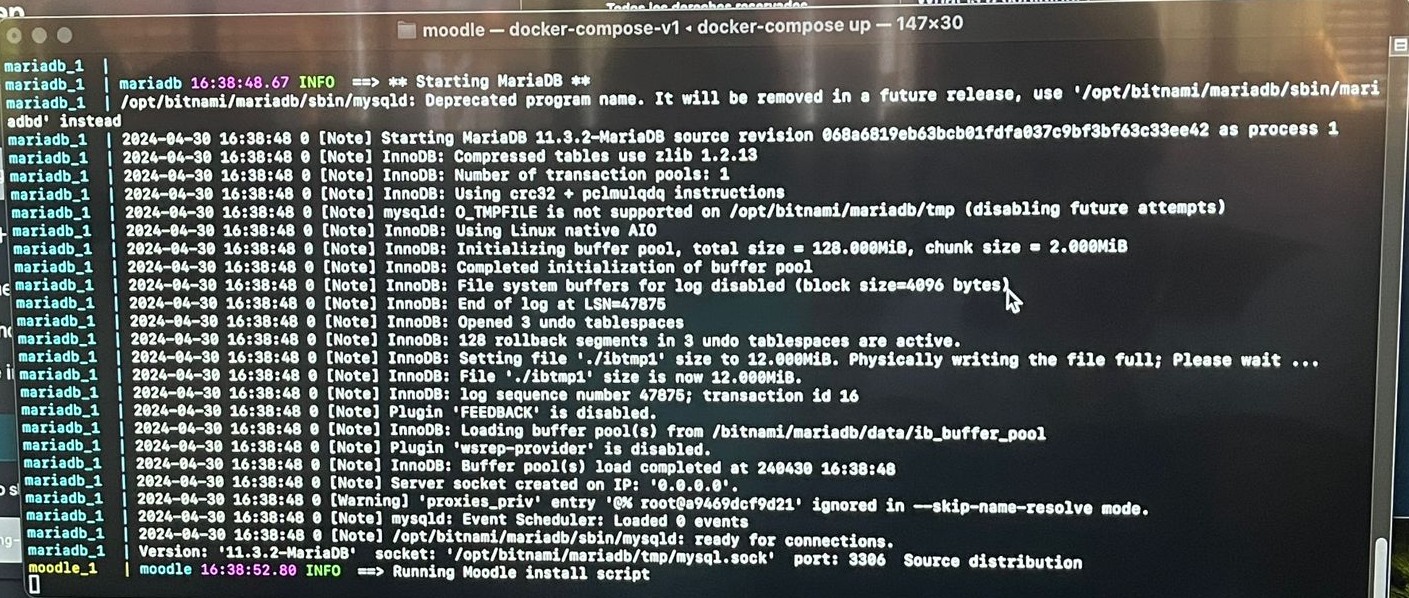 Todos los derechos reservados
moodle — docker-compose-v1 ◂ docker-compose up — 147×30
mariadb_1  |
mariadb_1  | mariadb 16:38:48.67 INFO  ==> ** Starting MariaDB **
mariadb_1  | /opt/bitnami/mariadb/sbin/mysqld: Deprecated program name. It will be removed in a future release, use '/opt/bitnami/mariadb/sbin/mari
adbd' instead
mariadb_1  | 2024-04-30 16:38:48 0 [Note] Starting MariaDB 11.3.2-MariaDB source revision 068a6819eb63bcb01fdfa037c9bf3bf63c33ee42 as process 1
mariadb_1  | 2024-04-30 16:38:48 0 [Note] InnoDB: Compressed tables use zlib 1.2.13
mariadb_1  | 2024-04-30 16:38:48 0 [Note] InnoDB: Number of transaction pools: 1
mariadb_1  | 2024-04-30 16:38:48 0 [Note] InnoDB: Using crc32 + pclmulqdq instructions
mariadb_1  | 2024-04-30 16:38:48 0 [Note] mysqld: O_TMPFILE is not supported on /opt/bitnami/mariadb/tmp (disabling future attempts)
mariadb_1  | 2024-04-30 16:38:48 0 [Note] InnoDB: Using Linux native AIO
mariadb_1  | 2024-04-30 16:38:48 0 [Note] InnoDB: Initializing buffer pool, total size = 128.000MiB, chunk size = 2.000MiB
mariadb_1  | 2024-04-30 16:38:48 0 [Note] InnoDB: Completed initialization of buffer pool
mariadb_1  | 2024-04-30 16:38:48 0 [Note] InnoDB: File system buffers for log disabled (block size=4096 bytes)
mariadb_1  | 2024-04-30 16:38:48 0 [Note] InnoDB: End of log at LSN=47875
mariadb_1  | 2024-04-30 16:38:48 0 [Note] InnoDB: Opened 3 undo tablespaces
mariadb_1  | 2024-04-30 16:38:48 0 [Note] InnoDB: 128 rollback segments in 3 undo tablespaces are active.
mariadb_1  | 2024-04-30 16:38:48 0 [Note] InnoDB: Setting file './ibtmp1' size to 12.000MiB. Physically writing the file full; Please wait ...
mariadb_1  | 2024-04-30 16:38:48 0 [Note] InnoDB: File './ibtmp1' size is now 12.000MiB.
mariadb_1  | 2024-04-30 16:38:48 0 [Note] InnoDB: log sequence number 47875; transaction id 16
mariadb_1  | 2024-04-30 16:38:48 0 [Note] Plugin 'FEEDBACK' is disabled.
mariadb_1  | 2024-04-30 16:38:48 0 [Note] InnoDB: Loading buffer pool(s) from /bitnami/mariadb/data/ib_buffer_pool
mariadb_1  | 2024-04-30 16:38:48 0 [Note] Plugin 'wsrep-provider' is disabled.
mariadb_1  | 2024-04-30 16:38:48 0 [Note] InnoDB: Buffer pool(s) load completed at 240430 16:38:48
mariadb_1  | 2024-04-30 16:38:48 0 [Note] Server socket created on IP: '0.0.0.0'.
mariadb_1  | 2024-04-30 16:38:48 0 [Warning] 'proxies_priv' entry '@% root@a9469dcf9d21' ignored in --skip-name-resolve mode.
mariadb_1  | 2024-04-30 16:38:48 0 [Note] mysqld: Event Scheduler: Loaded 0 events
mariadb_1  | 2024-04-30 16:38:48 0 [Note] /opt/bitnami/mariadb/sbin/mysqld: ready for connections.
mariadb_1  | Version: '11.3.2-MariaDB'  socket: '/opt/bitnami/mariadb/tmp/mysql.sock'  port: 3306  Source distribution
moodle_1   | moodle 16:38:52.80 INFO  ==> Running Moodle install script